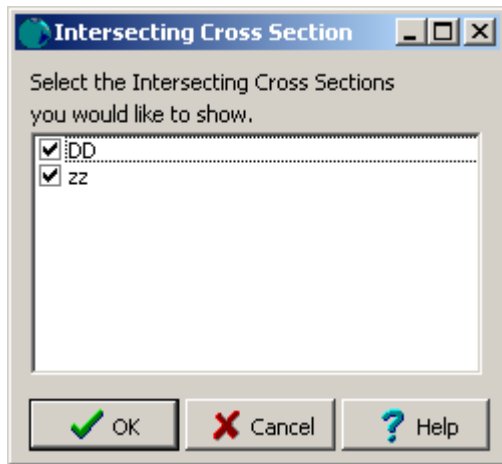 Intersecting Cross Section
Select the Intersecting Cross Sections
you would like to show.
DD
zz
OK
Cancel
Help